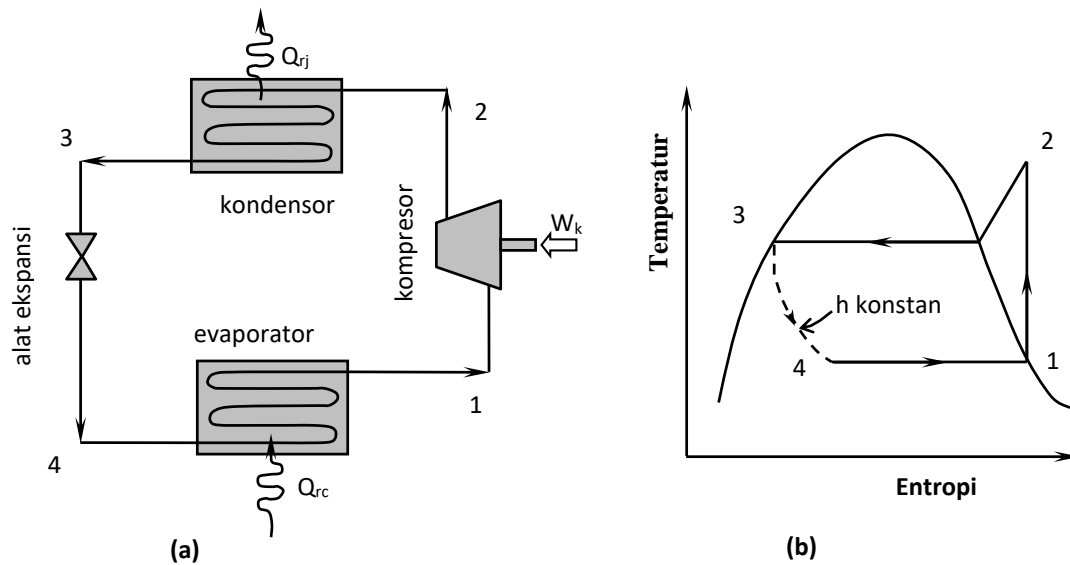 Qrj
2
3
kondensor
Wk
kompresor
alat ekspansi
evaporator
1
4
Qrc
(a)
Temperatur
2
3
h konstan
4
1
Entropi
(b)